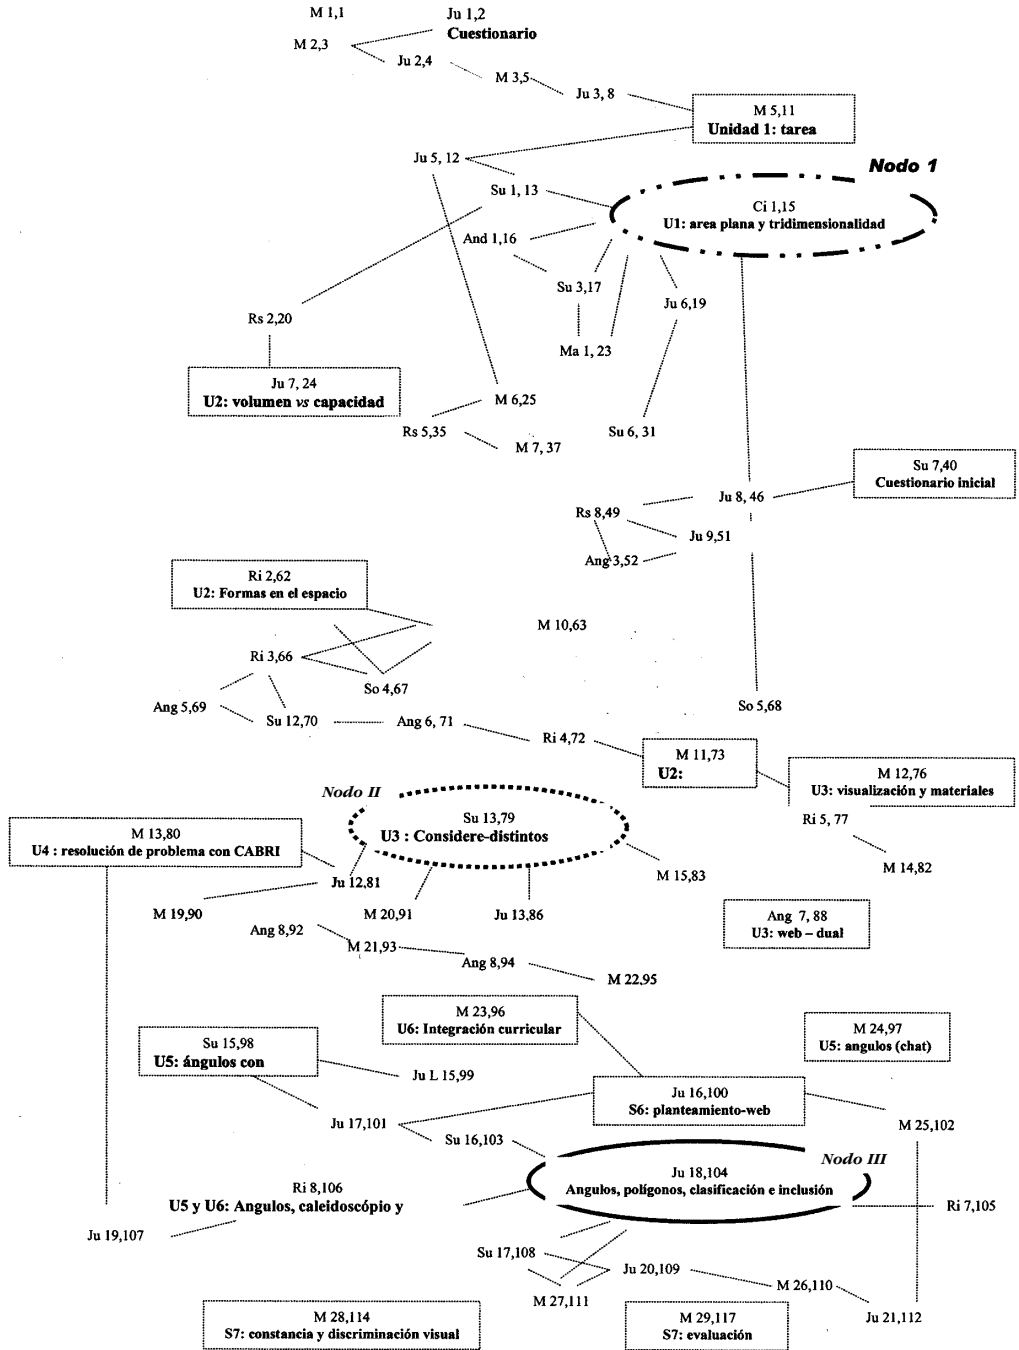 M 1,1
Ju 1,2
Cuestionario
M 2,3
Ju 2,4
M 3,5
Ju 3, 8
M 5,11
Unidad 1: tarea
Ju 5, 12
Nodo 1
Su 1, 13
Ci 1,15
U1: area plana y tridimensionalidad
And 1,16
Su 3,17
Ju 6,19
Rs 2,20
Ma 1, 23
Ju 7, 24
U2: volumen vs capacidad
M 6,25
Rs 5,35
Su 6, 31
M 7, 37
Su 7,40
Cuestionario inicial
Ju 8, 46
Rs 8,49
Ju 9,51
Ang 3,52
Ri 2,62
U2: Formas en el espacio
M 10,63
Ri 3,66
So 4,67
Ang 5,69
So 5,68
Su 12,70
Ang 6, 71
Ri 4,72
M 11,73
U2:
M 12,76
U3: visualización y materiales
Nodo II
Su 13,79
U3 : Considere-distintos
Ri 5, 77
M 13,80
U4 : resolución de problema con CABRI
M 14,82
M 15,83
Ju 12,81
M 19,90
M 20,91
Ju 13,86
Ang 7, 88
U3: web – dual
Ang 8,92
M 21,93
Ang 8,94
M 22,95
M 23,96
U6: Integración curricular
M 24,97
U5: angulos (chat)
Su 15,98
U5: ángulos con
Ju L 15,99
Ju 16,100
S6: planteamiento-web
Ju 17,101
M 25,102
Su 16,103
Nodo III
Ju 18,104
Angulos, polígonos, clasificación e inclusión
Ri 8,106
U5 y U6: Angulos, caleidoscópio y
Ri 7,105
Ju 19,107
Su 17,108
Ju 20,109
M 26,110
M 27,111
Ju 21,112
M 28,114
S7: constancia y discriminación visual
M 29,117
S7: evaluación